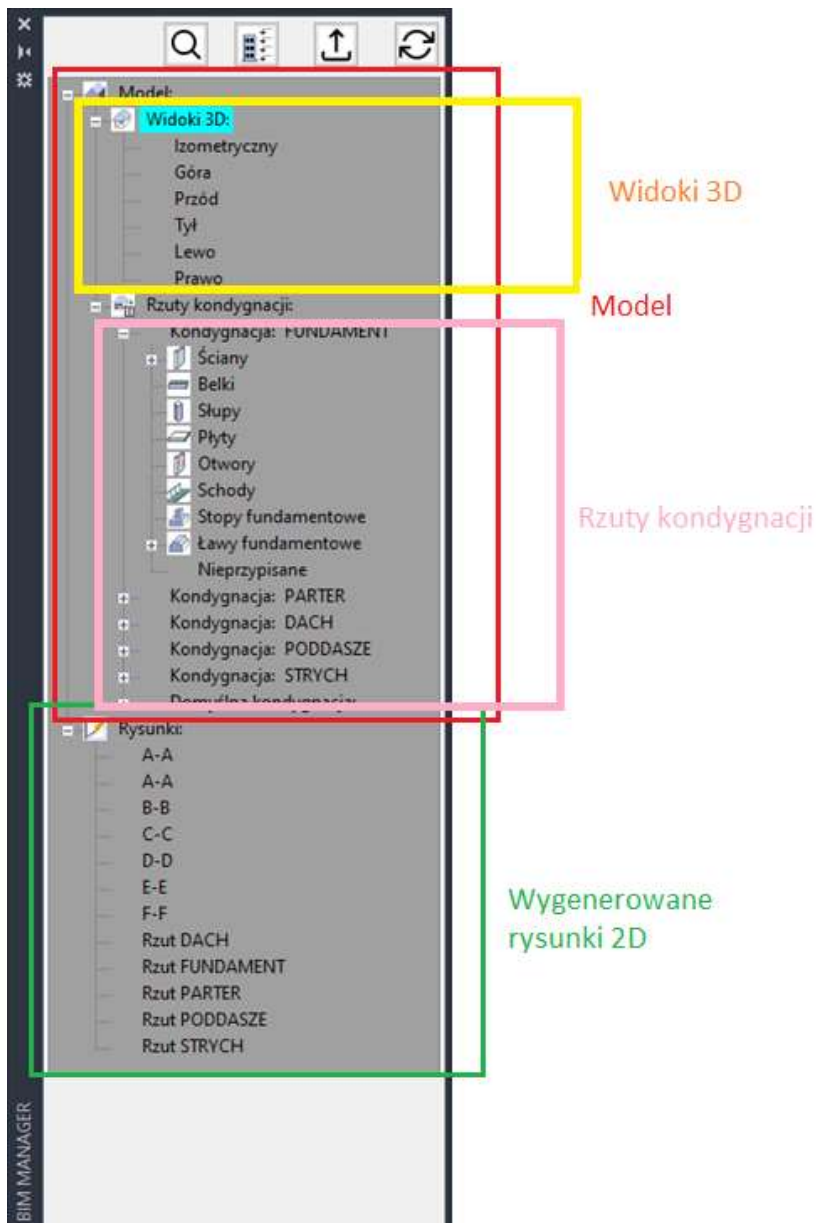 Model:
Widoki 3D:
Izometryczny
Góra
Przód
Tył
Lewo
Prawo
Rzuty kondygnacji:
Kondygnacja: FUNDAMENT
Ściany
Belki
Słupy
Płyty
Otwory
Schody
Stopy fundamentowe
Ławy fundamentowe
Nieprzypisane
Kondygnacja: PARTER
Kondygnacja: DACH
Kondygnacja: PODDASZE
Kondygnacja: STRYCH
Domyślna kondygnacja:
Rysunki:
A-A
A-A
B-B
C-C
D-D
E-E
F-F
Rzut DACH
Rzut FUNDAMENT
Rzut PARTER
Rzut PODDASZE
Rzut STRYCH
BIM MANAGER
Widoki 3D
Model
Rzuty kondygnacji
Wygenerowane
rysunki 2D